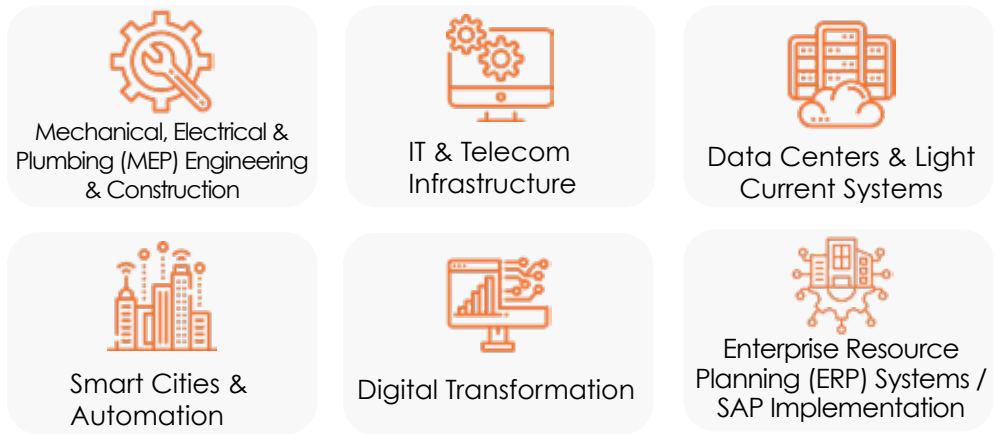 Mechanical, Electrical &
Plumbing (MEP) Engineering
& Construction
IT & Telecom
Infrastructure
Data Centers & Light
Current Systems
Smart Cities &
Automation
Digital Transformation
Enterprise Resource
Planning (ERP) Systems /
SAP Implementation